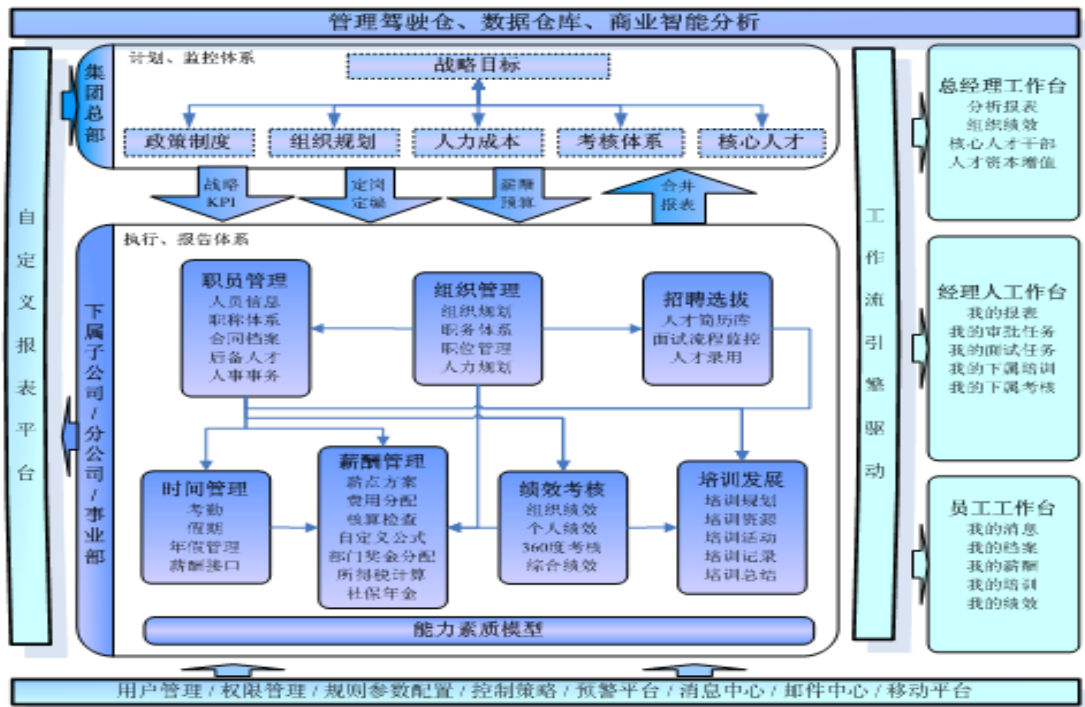 管理驾驶仓、数据仓库、商业智能分析
自定义报表平台
集团总部
计划、监控体系
战略目标
政策制度
组织规划
人力成本
考核体系
核心人才
战略
KPI
定岗
定编
薪酬
预算
合并
报表
下属子公司/分公司/事业部
执行、报告体系
职员管理
人员信息
职称体系
合同档案
后备人才
人事事务
组织管理
组织规划
职务体系
职位管理
人力规划
招聘选拔
人才简历库
面试流程监控
人才录用
时间管理
考勤
假期
年假管理
薪酬接口
薪酬管理
薪点方案
费用分配
核算检查
自定义公式
部门奖金分配
所得税计算
社保年金
绩效考核
组织绩效
个人绩效
360度考核
综合绩效
培训发展
培训规划
培训资源
培训活动
培训记录
培训总结
能力素质模型
工作流引擎驱动
总经理工作台
分析报表
组织绩效
核心人才干部
人才资本增值
经理人工作台
我的报表
我的审批任务
我的面试任务
我的下属培训
我的下属考核
员工工作台
我的消息
我的档案
我的薪酬
我的培训
我的绩效
用户管理/权限管理/规则参数配置/控制策略/预警平台/消息中心/邮件中心/移动平台